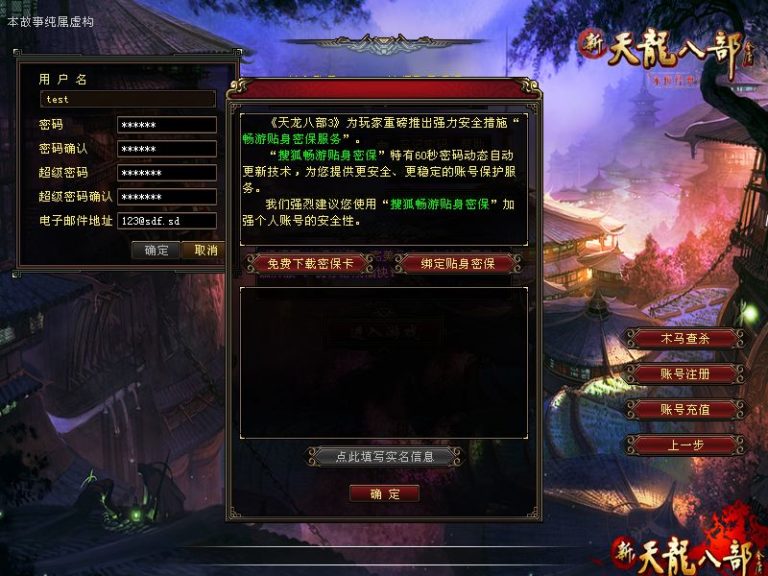 本故事纯属虚构
新天龍八部
用户名
test
密码 ******
密码确认 ******
超级密码 *******
超级密码确认 *******
电子邮件地址 123@sdf.sd
确定 取消
《天龙八部3》为玩家重磅推出强力安全措施“
畅游贴身密保服务”。
“搜狐畅游贴身密保”特有60秒密码动态自动
更新技术，为您提供更安全、更稳定的账号保护服
务。
我们强烈建议您使用“搜狐畅游贴身密保”加
强个人账号的安全性。
免费下载密保卡 绑定贴身密保
进入游戏
点此填写实名信息
确定
木马查杀
账号注册
账号充值
上一步
新天龍八部